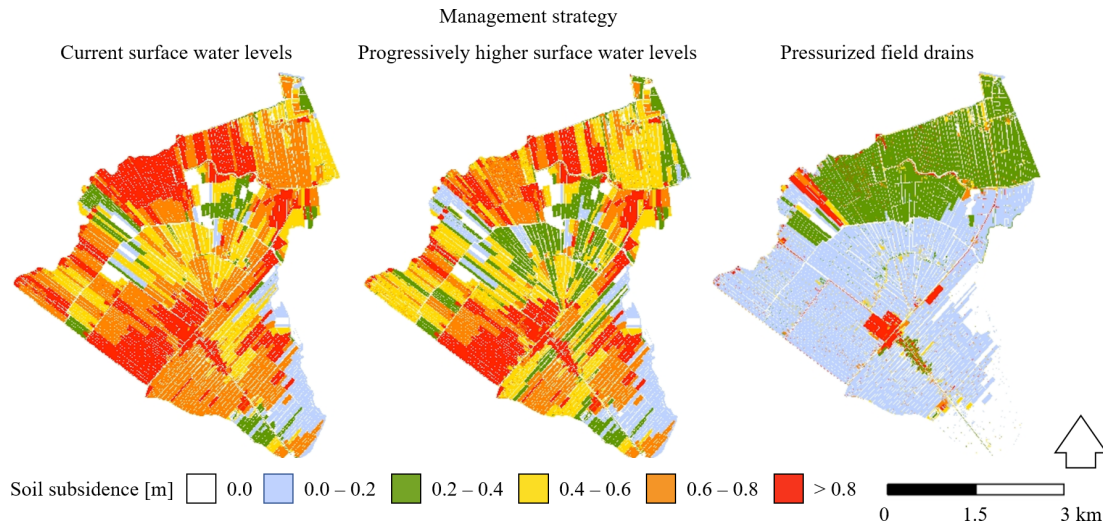 Management strategy
Current surface water levels
Progressively higher surface water levels
Pressurized field drains
Soil subsidence [m] 0.0 0.0 – 0.2 0.2 – 0.4 0.4 – 0.6 0.6 – 0.8 > 0.8
0 1.5 3 km